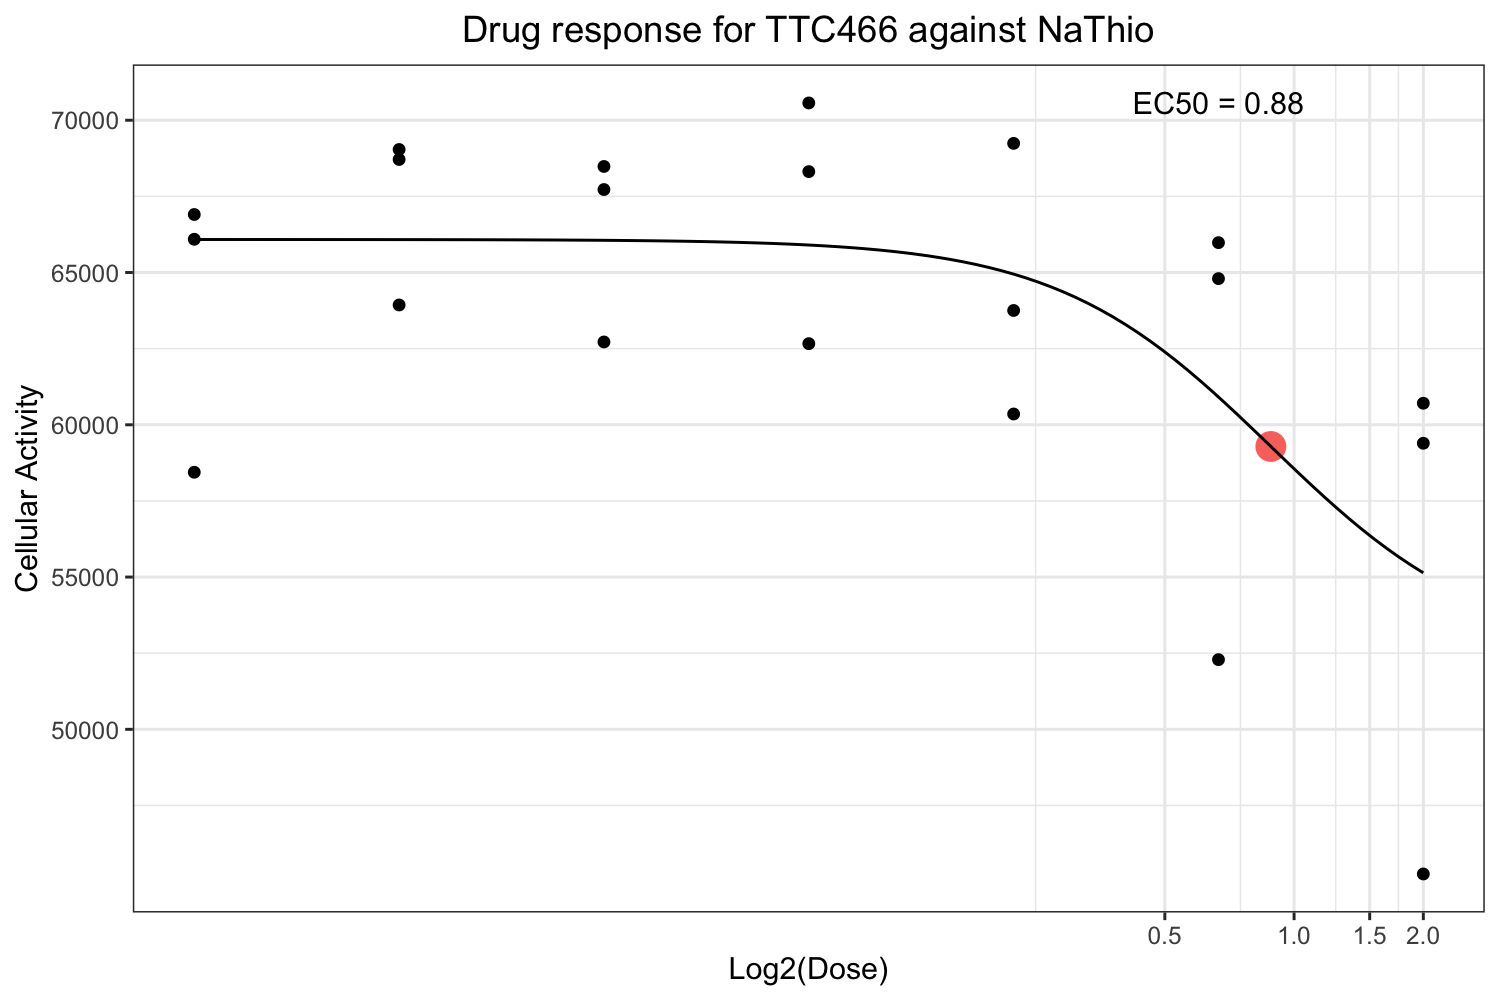 Drug response for TTC466 against NaThio
EC50 = 0.88
70000
65000
60000
55000
50000
Cellular Activity
0.5 1.0 1.5 2.0
Log2(Dose)